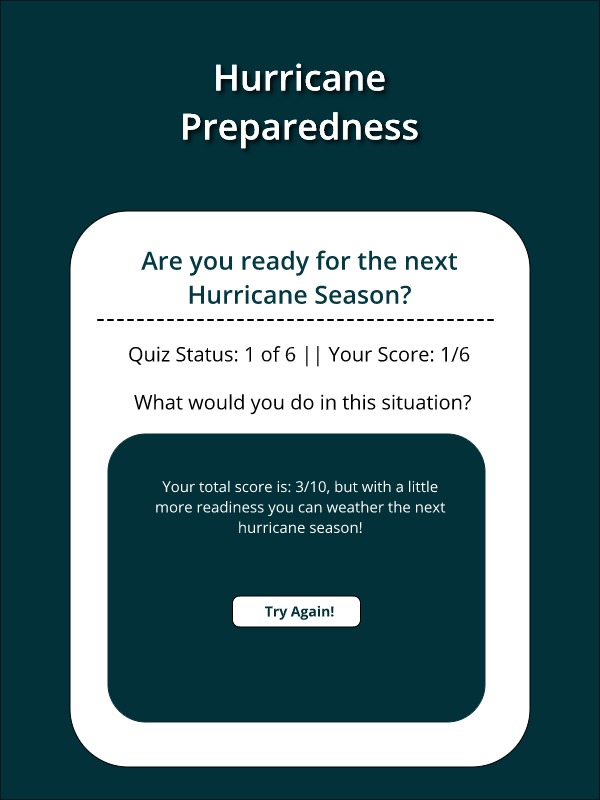 Hurricane
Preparedness
Are you ready for the next
Hurricane Season?
Quiz Status: 1 of 6 || Your Score: 1/6
What would you do in this situation?
Your total score is: 3/10, but with a little
more readiness you can weather the next
hurricane season!
Try Again!